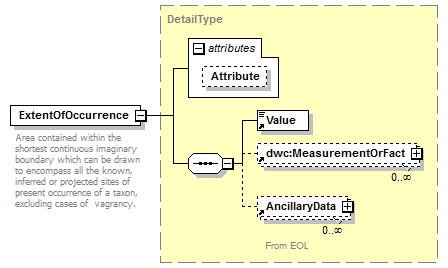 DetailType
attributes
Attribute
ExtentOfOccurrence
Area contained within the
shortest continuous imaginary
boundary which can be drawn
to encompass all the known,
inferred or projected sites of
present occurrence of a taxon,
excluding cases of vagrancy.
Value
dwc:MeasurementOrFact
0..∞
AncillaryData
0..∞
From EOL